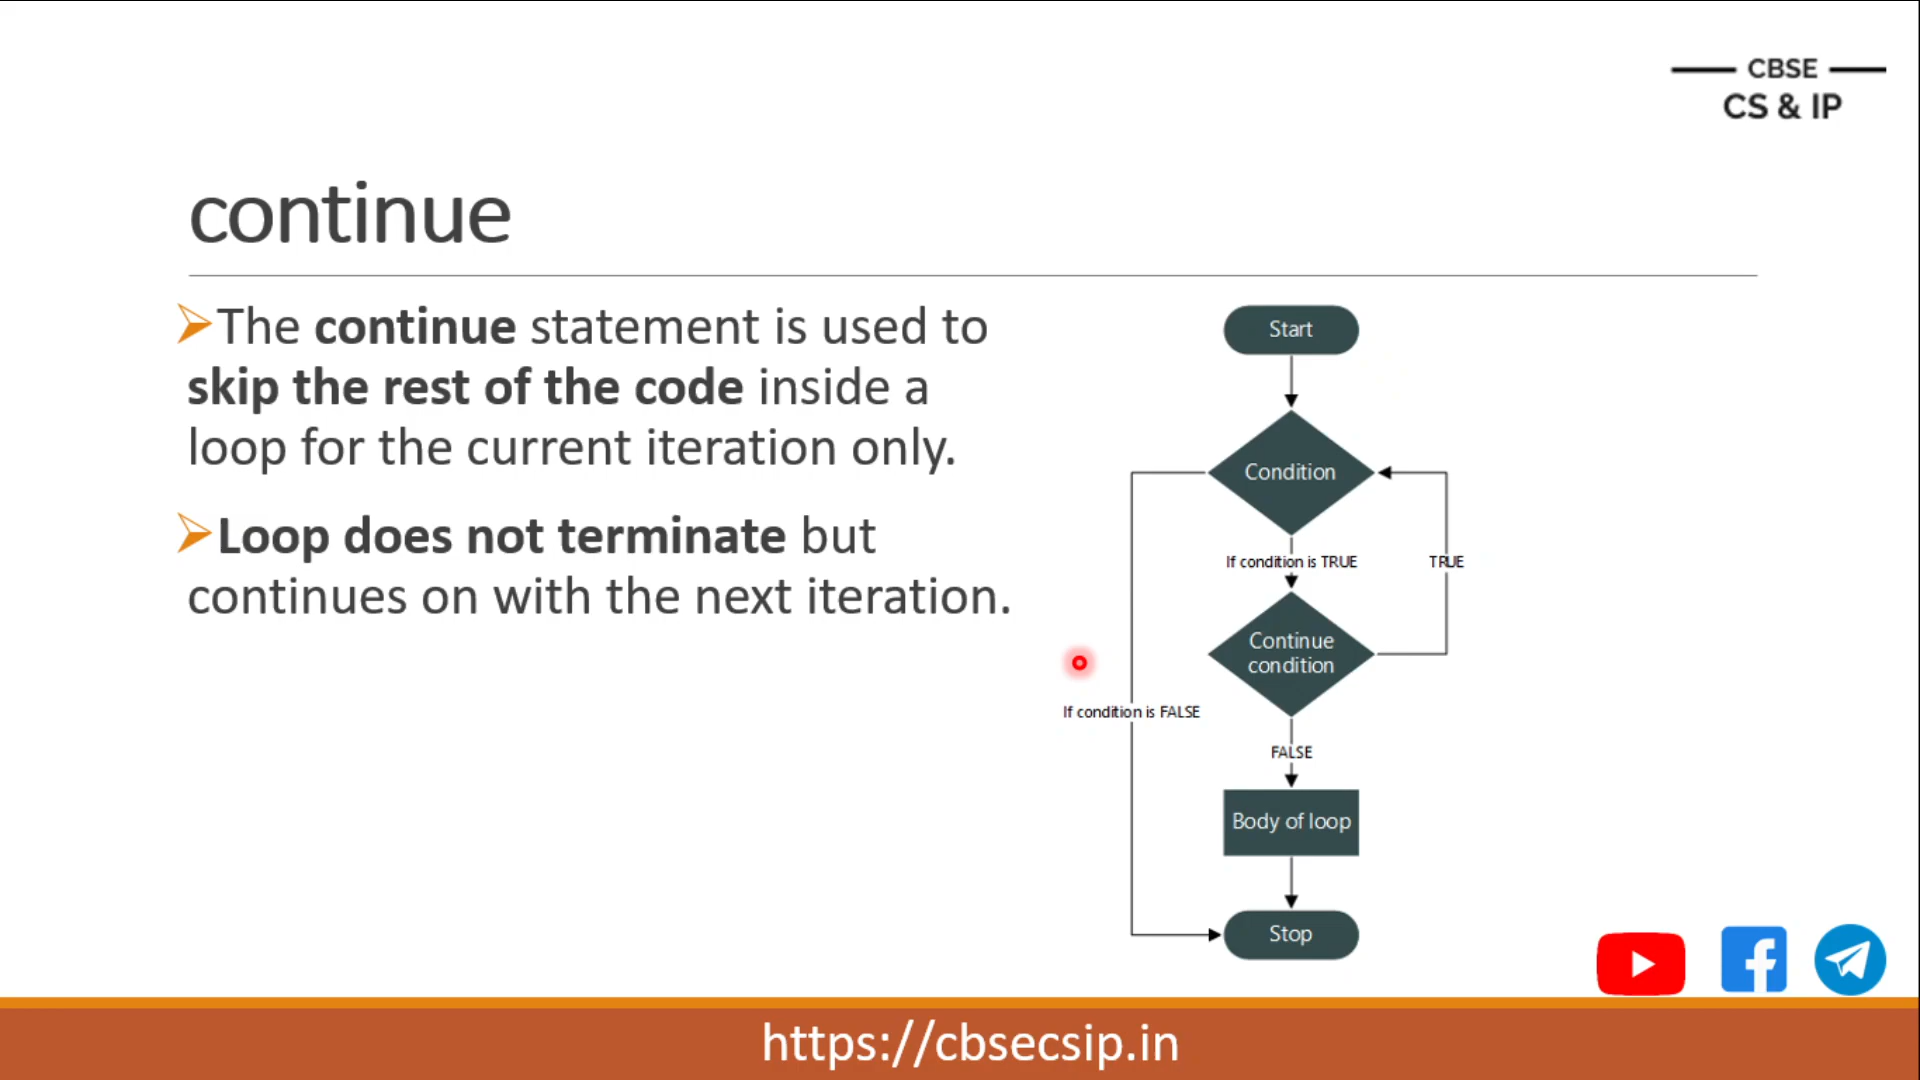 CBSE
CS & IP
continue
The continue statement is used to
skip the rest of the code inside a
loop for the current iteration only.
Loop does not terminate but
continues on with the next iteration.
Start
Condition
If condition is TRUE
TRUE
Continue
condition
If condition is FALSE
FALSE
Body of loop
Stop
https://cbsecsip.in